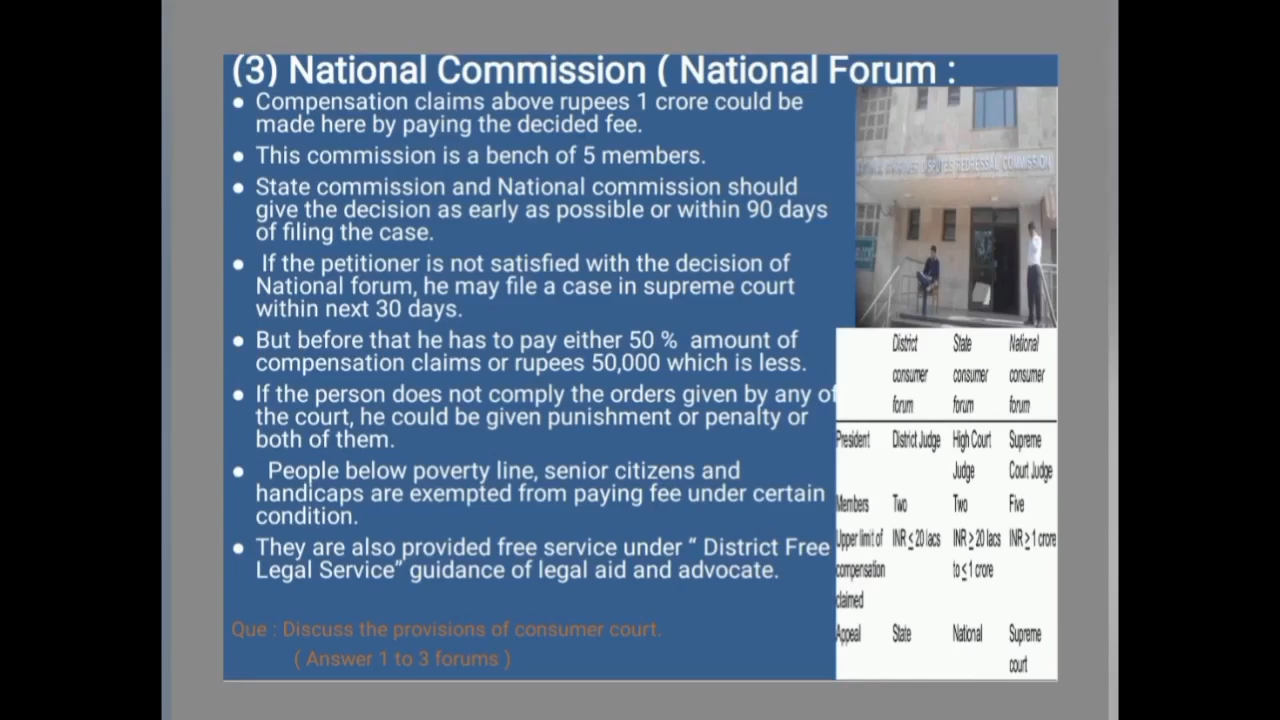 (3) National Commission ( National Forum :
● Compensation claims above rupees 1 crore could be
made here by paying the decided fee.
● This commission is a bench of 5 members.
● State commission and National commission should
give the decision as early as possible or within 90 days
of filing the case.
● If the petitioner is not satisfied with the decision of
National forum, he may file a case in supreme court
within next 30 days.
● But before that he has to pay either 50 % amount of
compensation claims or rupees 50,000 which is less.
● If the person does not comply the orders given by any of
the court, he could be given punishment or penalty or
both of them.
● People below poverty line, senior citizens and
handicaps are exempted from paying fee under certain
condition.
● They are also provided free service under “ District Free
Legal Service” guidance of legal aid and advocate.
Que : Discuss the provisions of consumer court.
( Answer 1 to 3 forums )
DISPUTES REDRESSAL COMMISSION
District State National
consumer consumer consumer
forum forum forum
President District Judge High Court Supreme
Judge Court Judge
Members Two Two Five
Upper limit of INR ≤ 20 lacs INR ≥ 20 lacs INR ≥ 1 crore
compensation to ≤ 1 crore
claimed
Appeal State National Supreme
court